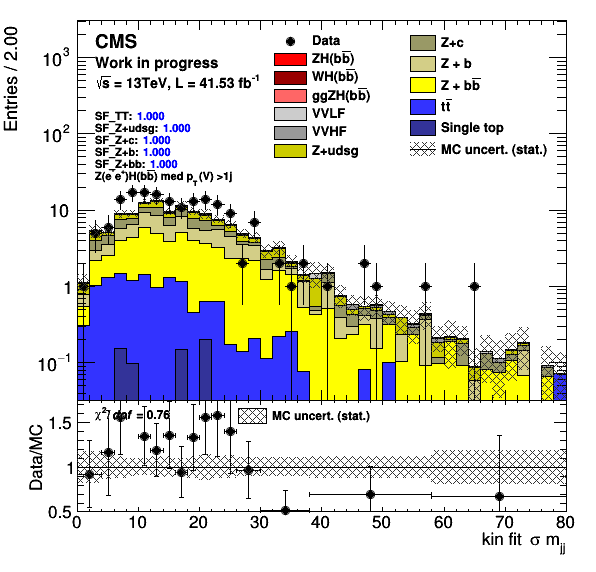 CMS
Work in progress
√s = 13TeV, L = 41.53 fb⁻¹
SF_TT: 1.000
SF_Z+udsg: 1.000
SF_Z+c: 1.000
SF_Z+b: 1.000
SF_Z+bb: 1.000
Z(e⁻e⁺)H(bb̅) med p_T(V) >1j
Data
ZH(bb̅)
WH(bb̅)
ggZH(bb̅)
VVLF
VVHF
Z+udsg
Z+c
Z + b
Z + bb̅
tt̅
Single top
MC uncert. (stat.)
Entries / 2.00
10³
10²
10
1
10⁻¹
χ²/dof = 0.76
MC uncert. (stat.)
Data/MC
1.5
1
0.5
0 10 20 30 40 50 60 70 80
kin fit σ m_jj